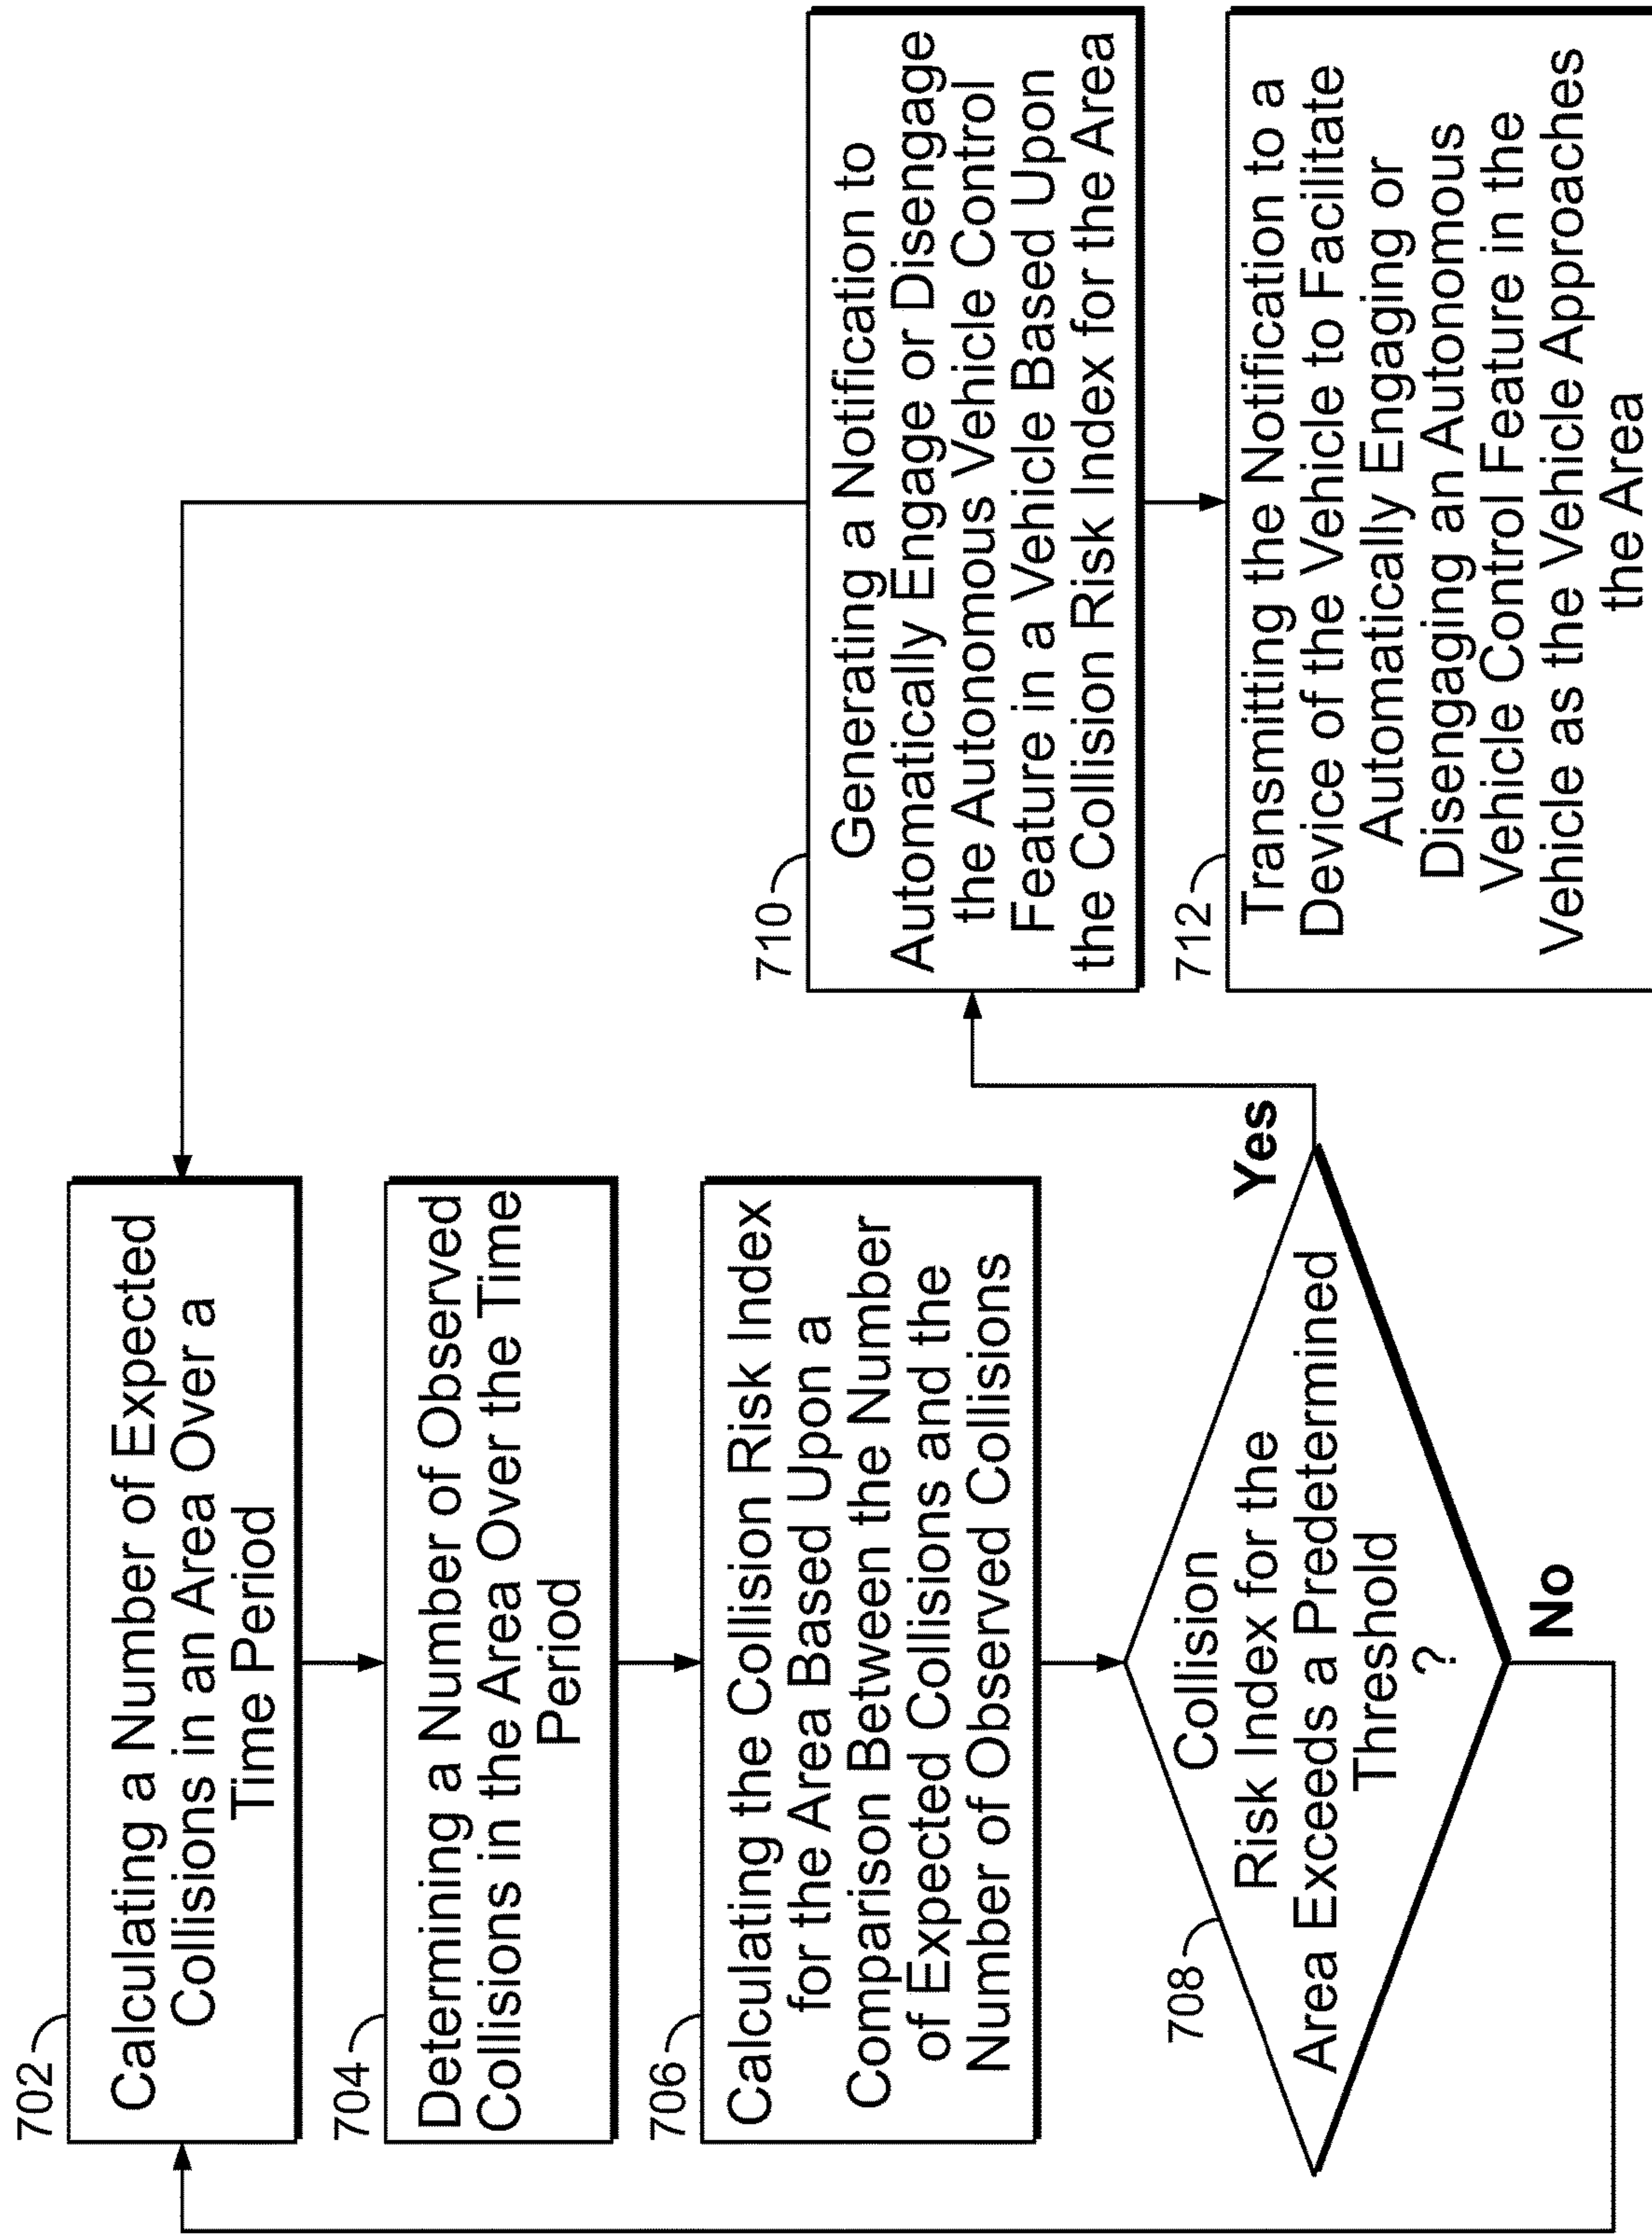 702
Calculating a Number of Expected
Collisions in an Area Over a
Time Period
704
Determining a Number of Observed
Collisions in the Area Over the Time
Period
706
Calculating the Collision Risk Index
for the Area Based Upon a
Comparison Between the Number
of Expected Collisions and the
Number of Observed Collisions
708
Collision
Risk Index for the
Area Exceeds a Predetermined
Threshold
?
Yes
No
710
Generating a Notification to
Automatically Engage or Disengage
the Autonomous Vehicle Control
Feature in a Vehicle Based Upon
the Collision Risk Index for the Area
712
Transmitting the Notification to a
Device of the Vehicle to Facilitate
Automatically Engaging or
Disengaging an Autonomous
Vehicle Control Feature in the
Vehicle as the Vehicle Approaches
the Area